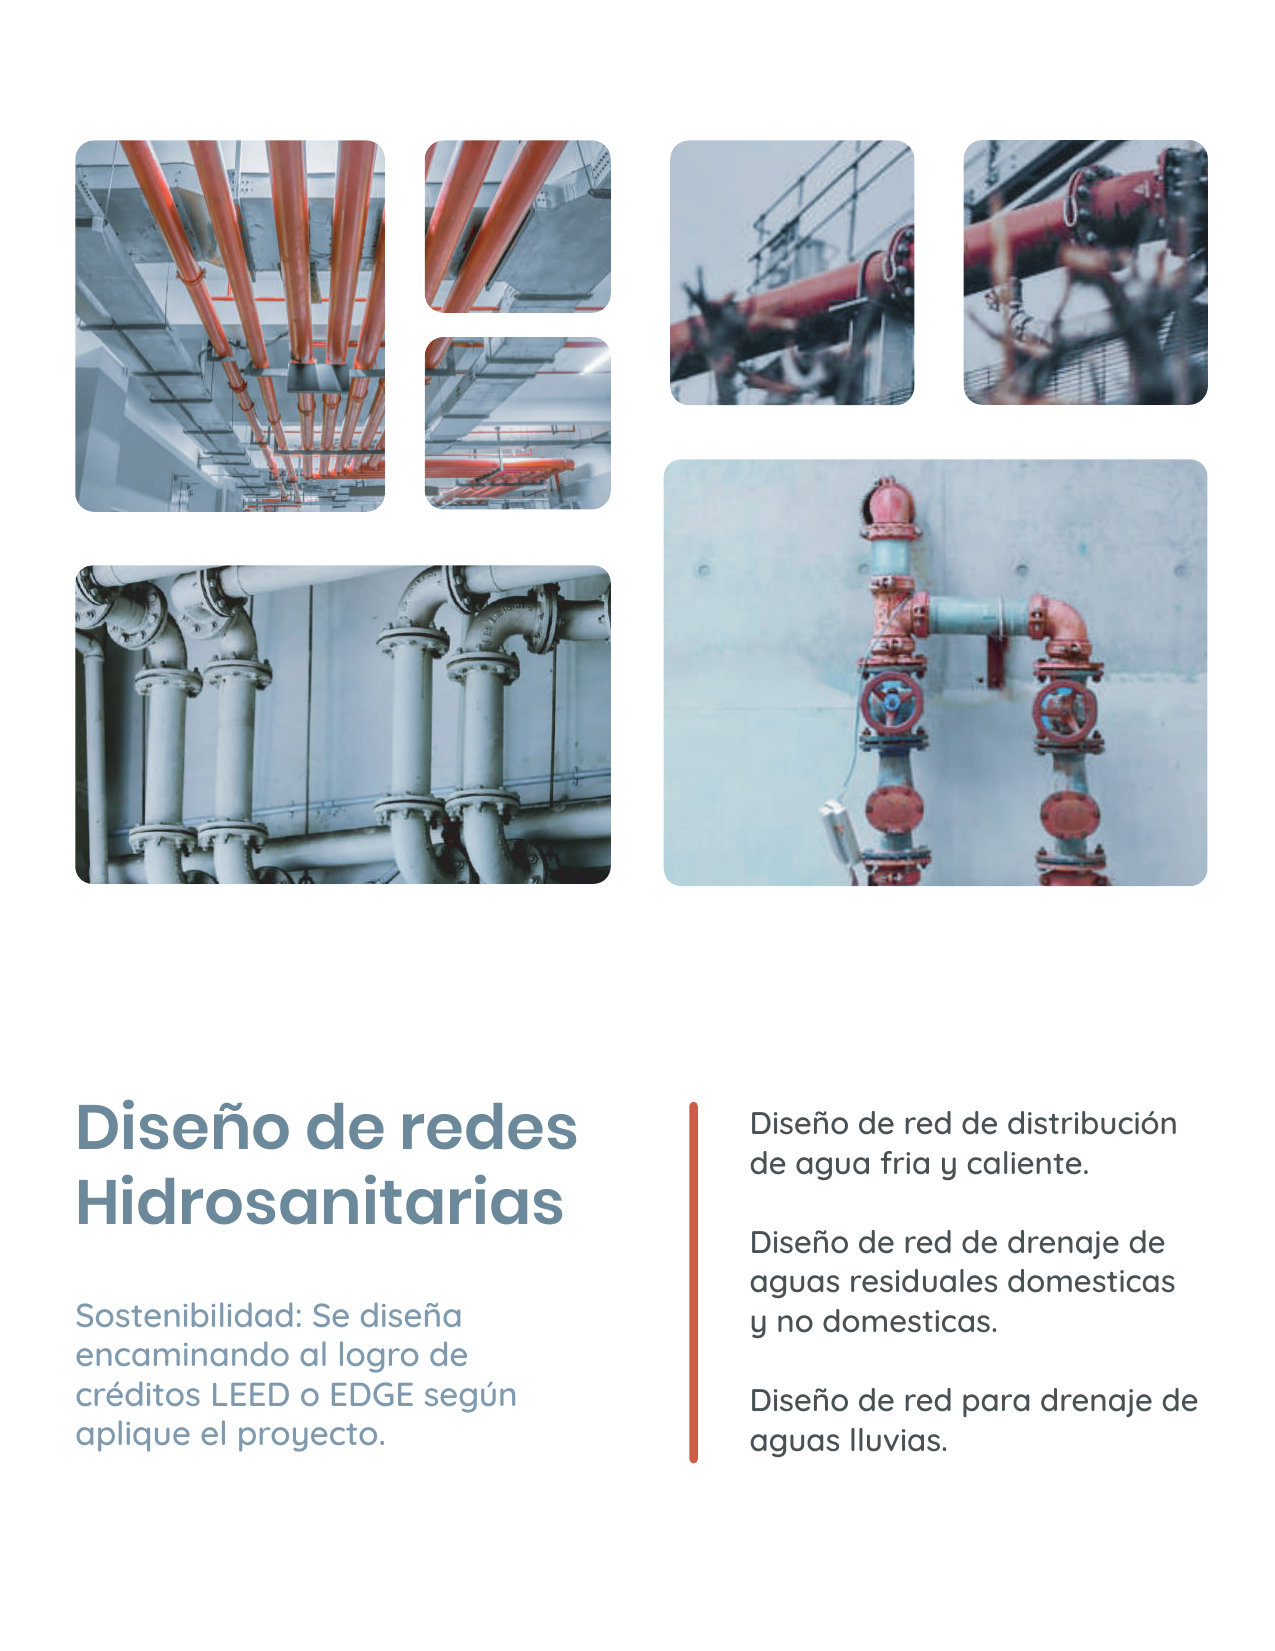 Diseño de redes
Hidrosanitarias
Sostenibilidad: Se diseña
encaminando al logro de
créditos LEED o EDGE según
aplique el proyecto.
Diseño de red de distribución
de agua fria y caliente.
Diseño de red de drenaje de
aguas residuales domesticas
y no domesticas.
Diseño de red para drenaje de
aguas lluvias.